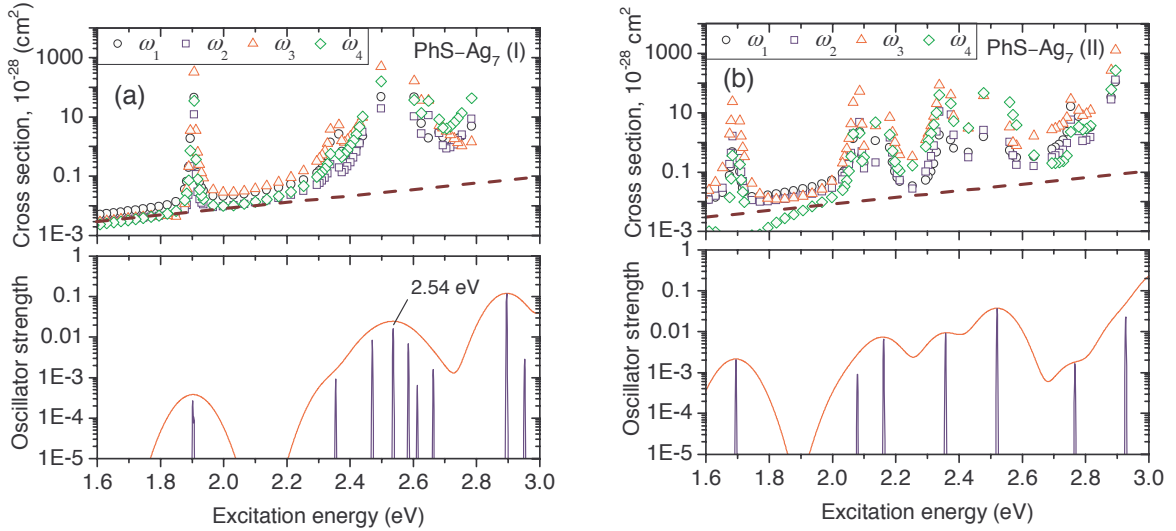 Cross section, 10⁻²⁸ (cm²)
1000
10
0.1
1E-3
ω₁ ω₂ ω₃ ω₄
PhS–Ag₇ (I)
(a)
Oscillator strength
1
0.1
0.01
1E-3
1E-4
1E-5
2.54 eV
1.6 1.8 2.0 2.2 2.4 2.6 2.8 3.0
Excitation energy (eV)
Cross section, 10⁻²⁸ cm²
1000
10
0.1
1E-3
ω₁ ω₂ ω₃ ω₄
PhS–Ag₇ (II)
(b)
Oscillator strength
1
0.1
0.01
1E-3
1E-4
1E-5
1.6 1.8 2.0 2.2 2.4 2.6 2.8 3.0
Excitation energy (eV)